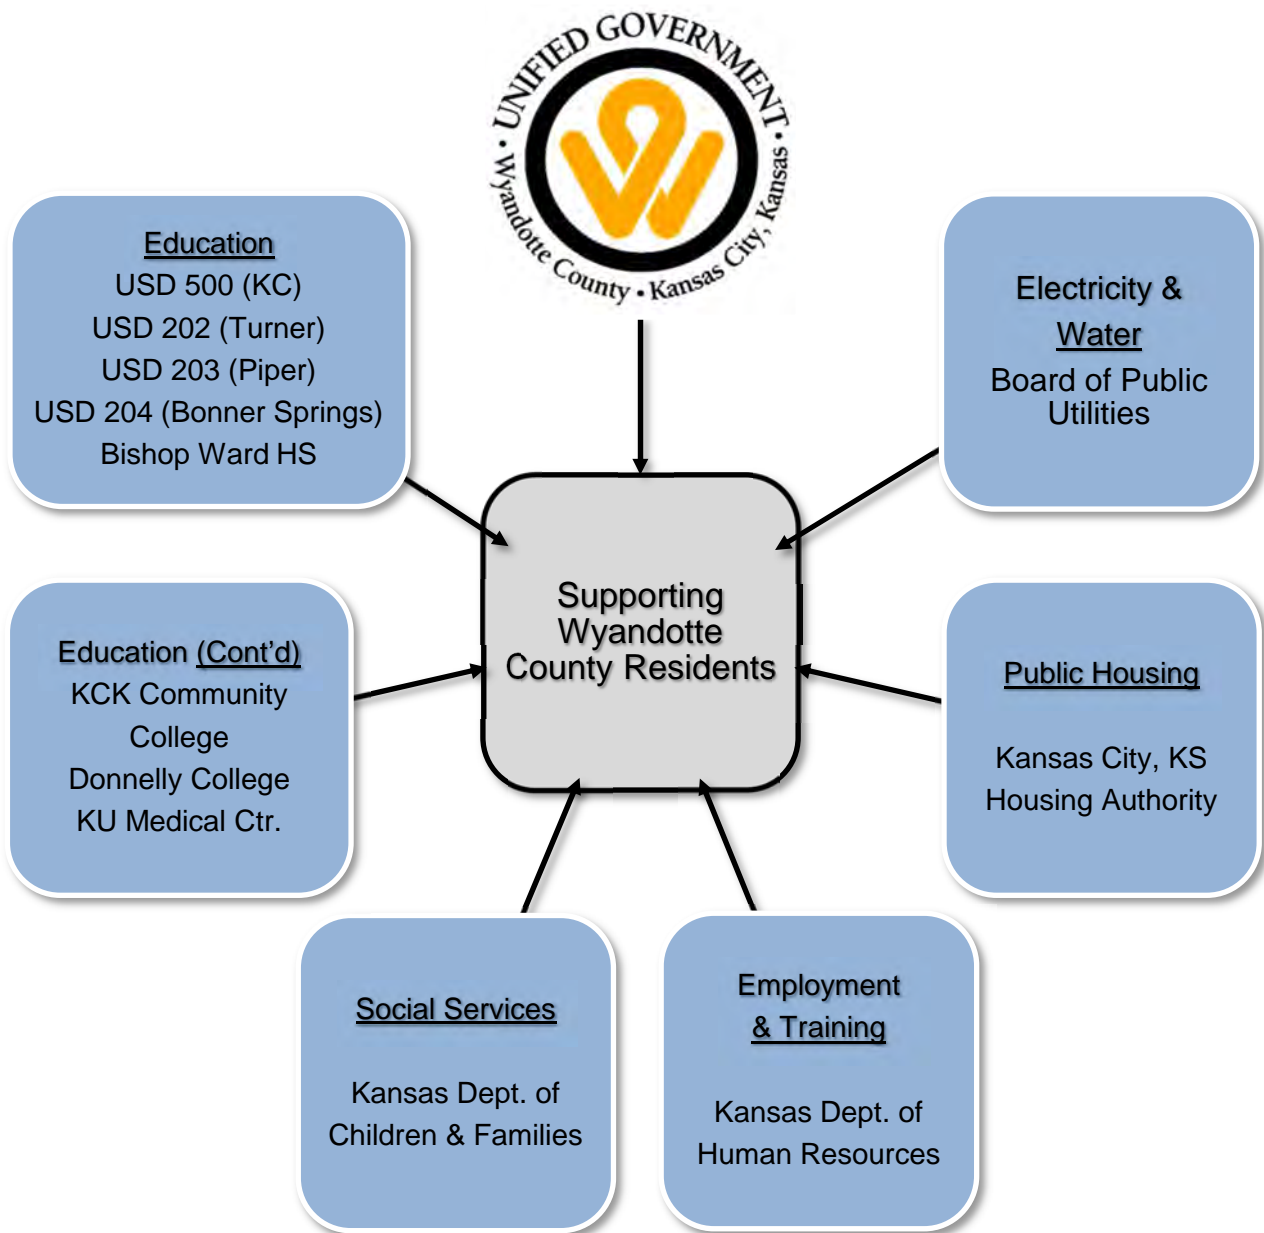 · UNIFIED GOVERNMENT ·
Wyandotte County · Kansas City, Kansas
Education
USD 500 (KC)
USD 202 (Turner)
USD 203 (Piper)
USD 204 (Bonner Springs)
Bishop Ward HS
Electricity &
Water
Board of Public
Utilities
Supporting
Wyandotte
County Residents
Education (Cont’d)
KCK Community
College
Donnelly College
KU Medical Ctr.
Public Housing
Kansas City, KS
Housing Authority
Social Services
Kansas Dept. of
Children & Families
Employment
& Training
Kansas Dept. of
Human Resources